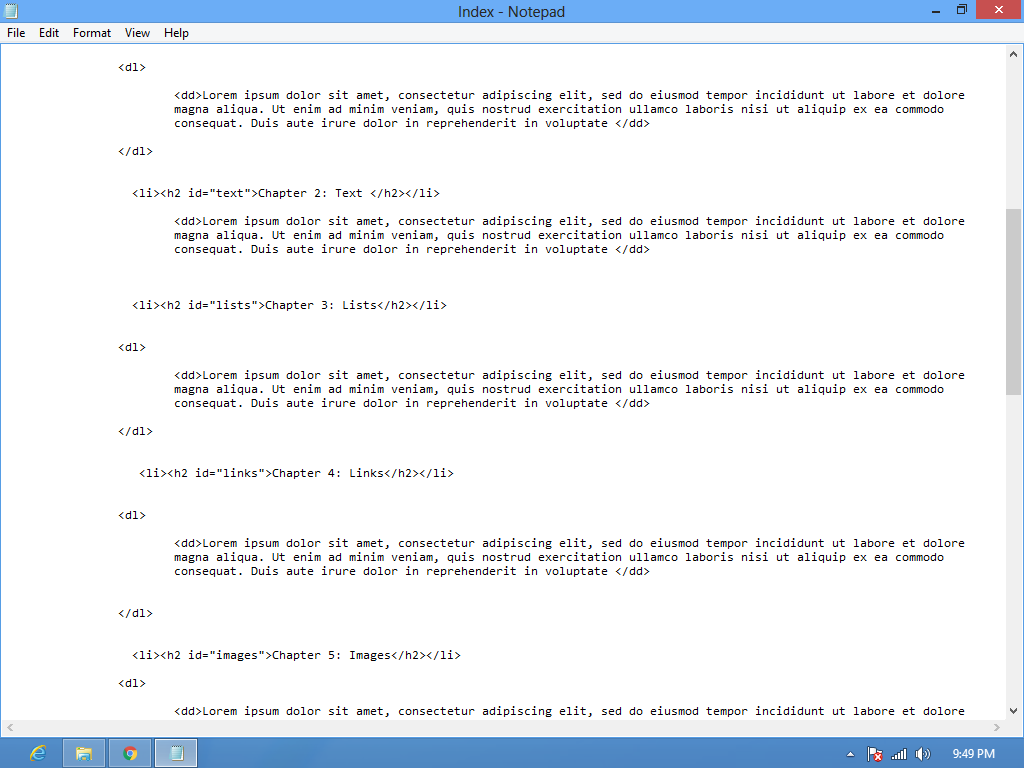 Index - Notepad
File Edit Format View Help
<dl>
<dd>Lorem ipsum dolor sit amet, consectetur adipiscing elit, sed do eiusmod tempor incididunt ut labore et dolore
magna aliqua. Ut enim ad minim veniam, quis nostrud exercitation ullamco laboris nisi ut aliquip ex ea commodo
consequat. Duis aute irure dolor in reprehenderit in voluptate </dd>
</dl>
<li><h2 id="text">Chapter 2: Text </h2></li>
<dd>Lorem ipsum dolor sit amet, consectetur adipiscing elit, sed do eiusmod tempor incididunt ut labore et dolore
magna aliqua. Ut enim ad minim veniam, quis nostrud exercitation ullamco laboris nisi ut aliquip ex ea commodo
consequat. Duis aute irure dolor in reprehenderit in voluptate </dd>
<li><h2 id="lists">Chapter 3: Lists</h2></li>
<dl>
<dd>Lorem ipsum dolor sit amet, consectetur adipiscing elit, sed do eiusmod tempor incididunt ut labore et dolore
magna aliqua. Ut enim ad minim veniam, quis nostrud exercitation ullamco laboris nisi ut aliquip ex ea commodo
consequat. Duis aute irure dolor in reprehenderit in voluptate </dd>
</dl>
<li><h2 id="links">Chapter 4: Links</h2></li>
<dl>
<dd>Lorem ipsum dolor sit amet, consectetur adipiscing elit, sed do eiusmod tempor incididunt ut labore et dolore
magna aliqua. Ut enim ad minim veniam, quis nostrud exercitation ullamco laboris nisi ut aliquip ex ea commodo
consequat. Duis aute irure dolor in reprehenderit in voluptate </dd>
</dl>
<li><h2 id="images">Chapter 5: Images</h2></li>
<dl>
<dd>Lorem ipsum dolor sit amet, consectetur adipiscing elit, sed do eiusmod tempor incididunt ut labore et dolore
9:49 PM